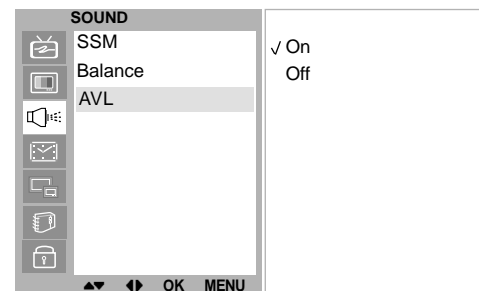 SOUND
SSM
Balance
AVL
√ On
Off
▲▼ ◀▶ OK MENU